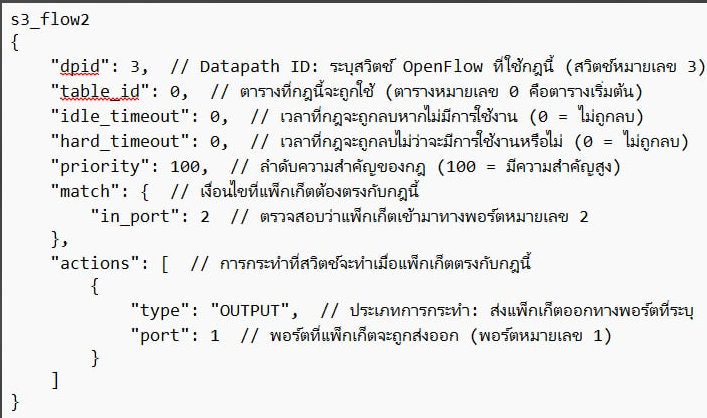 s3_flow2
{
"dpid": 3,  // Datapath ID: ระบุสวิตช์ OpenFlow ที่ใช้กฎนี้ (สวิตช์หมายเลข 3)
"table_id": 0,  // ตารางที่กฎนี้จะถูกใช้ (ตารางหมายเลข 0 คือตารางเริ่มต้น)
"idle_timeout": 0,  // เวลาที่กฎจะถูกลบหากไม่มีการใช้งาน (0 = ไม่ถูกลบ)
"hard_timeout": 0,  // เวลาที่กฎจะถูกลบไม่ว่าจะมีการใช้งานหรือไม่ (0 = ไม่ถูกลบ)
"priority": 100,  // ลำดับความสำคัญของกฎ (100 = มีความสำคัญสูง)
"match": {  // เงื่อนไขที่แพ็กเก็ตต้องตรงกับกฎนี้
"in_port": 2  // ตรวจสอบว่าแพ็กเก็ตเข้ามาทางพอร์ตหมายเลข 2
},
"actions": [  // การกระทำที่สวิตช์จะทำเมื่อแพ็กเก็ตตรงกับกฎนี้
{
"type": "OUTPUT",  // ประเภทการกระทำ: ส่งแพ็กเก็ตออกทางพอร์ตที่ระบุ
"port": 1  // พอร์ตที่แพ็กเก็ตจะถูกส่งออก (พอร์ตหมายเลข 1)
}
]
}